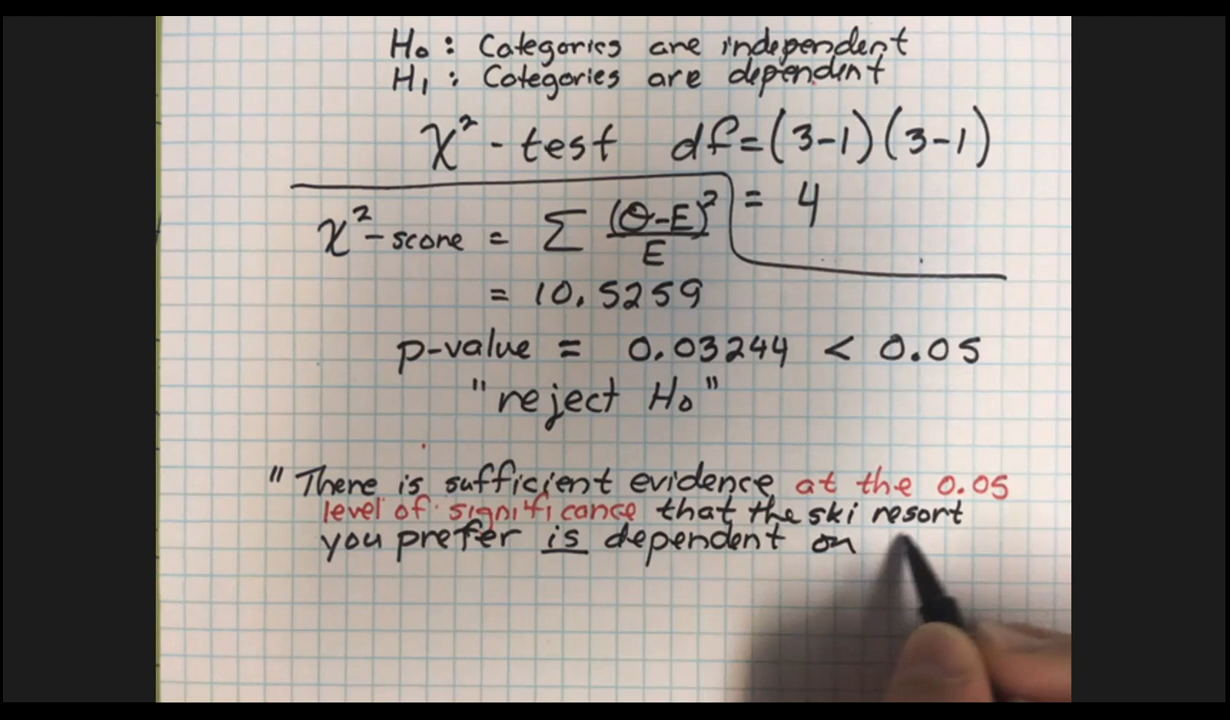 H₀ : Categories are independent
H₁ : Categories are dependent
χ² - test df = (3-1)(3-1)
= 4
χ² - score = Σ (O-E)² / E
= 10.5259
p-value = 0.03244 < 0.05
"reject H₀"
"There is sufficient evidence at the 0.05
level of significance that the ski resort
you prefer is dependent on